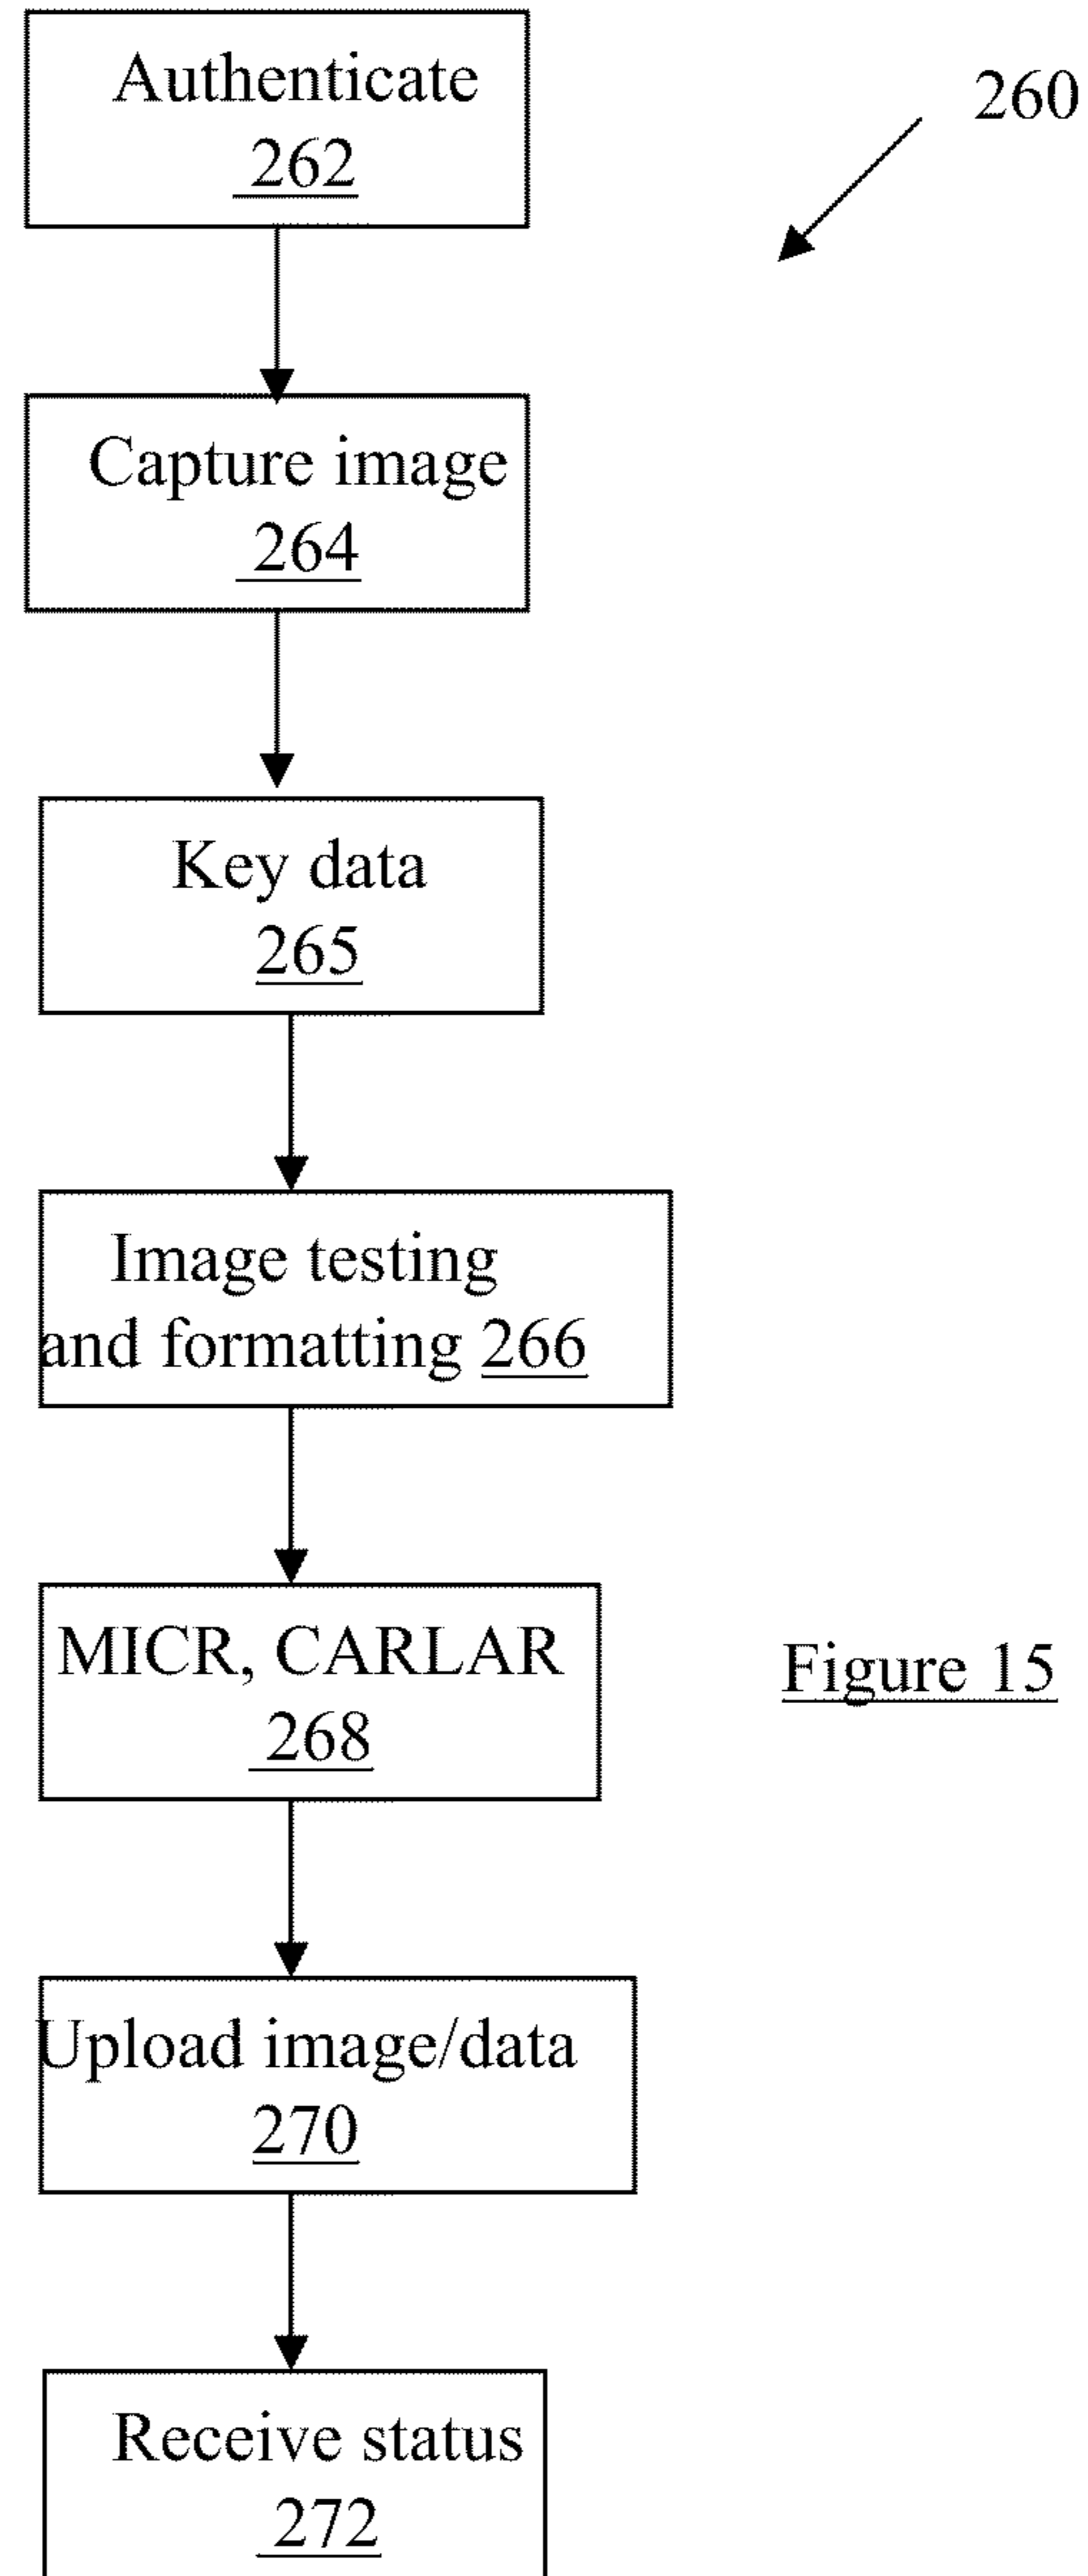 Authenticate
262
260
Capture image
264
Key data
265
Image testing
and formatting 266
MICR, CARLAR
268
Figure 15
Upload image/data
270
Receive status
272